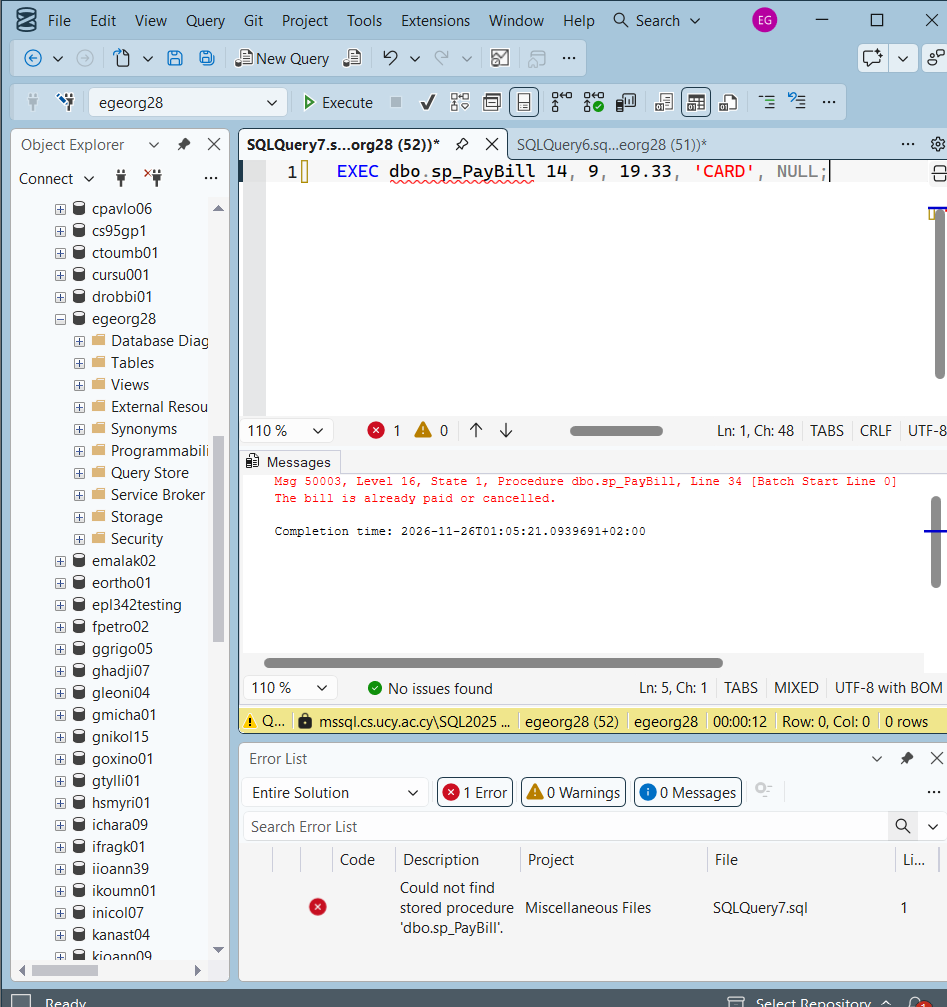 File Edit View Query Git Project Tools Extensions Window Help Search EG
New Query
egeorg28 Execute
Object Explorer
Connect
cpavlo06
cs95gp1
ctoumb01
cursu001
drobbi01
egeorg28
Database Diag
Tables
Views
External Resou
Synonyms
Programmabili
Query Store
Service Broker
Storage
Security
emalak02
eortho01
epl342testing
fpetro02
ggrigo05
ghadji07
gleoni04
gmicha01
gnikol15
goxino01
gtylli01
hsmyri01
ichara09
ifragk01
iioann39
ikoumn01
inicol07
kanast04
kioann09
SQLQuery7.s...org28 (52))* SQLQuery6.sq...eorg28 (51))*
1 EXEC dbo.sp_PayBill 14, 9, 19.33, 'CARD', NULL;
110 % 1 0 Ln: 1, Ch: 48 TABS CRLF UTF-8
Messages
Msg 50003, Level 16, State 1, Procedure dbo.sp_PayBill, Line 34 [Batch Start Line 0]
The bill is already paid or cancelled.
Completion time: 2026-11-26T01:05:21.0939691+02:00
110 % No issues found Ln: 5, Ch: 1 TABS MIXED UTF-8 with BOM
Q... mssql.cs.ucy.ac.cy\SQL2025 ... egeorg28 (52) egeorg28 00:00:12 Row: 0, Col: 0 0 rows
Error List
Entire Solution 1 Error 0 Warnings 0 Messages
Search Error List
Code Description Project File Li...
Could not find
stored procedure Miscellaneous Files SQLQuery7.sql 1
'dbo.sp_PayBill'.
Ready Select Repository 1